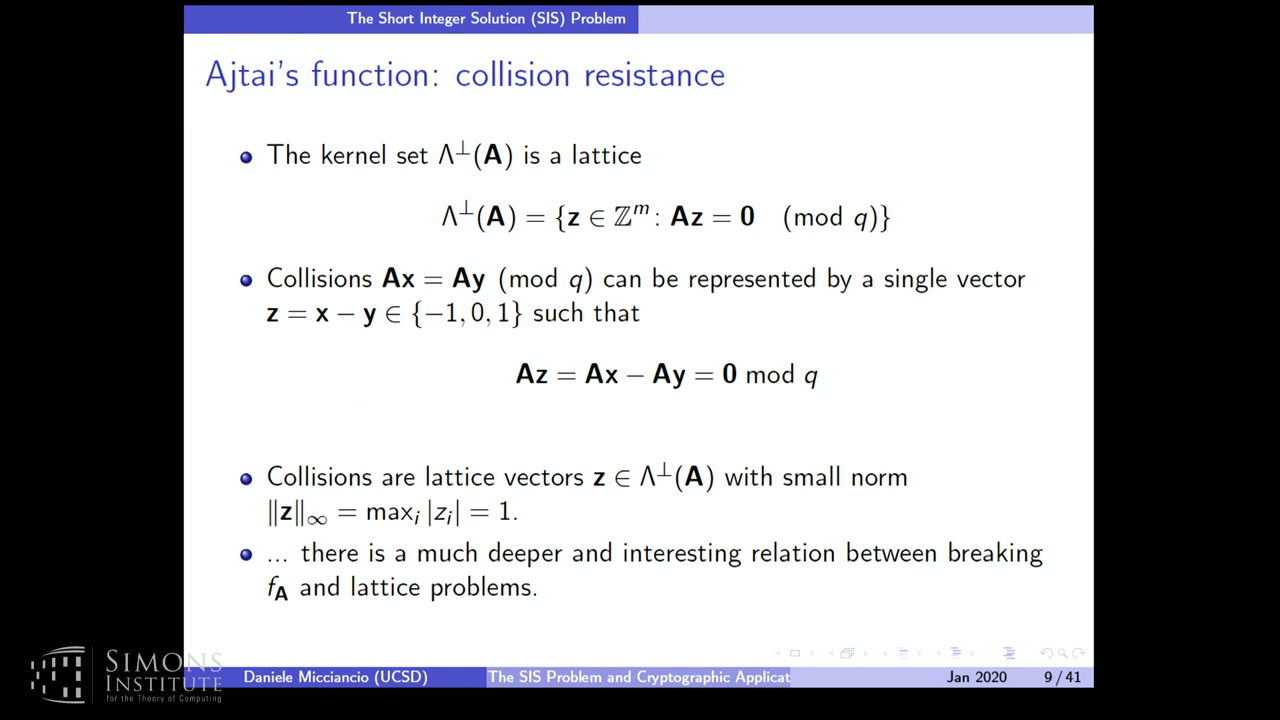 The Short Integer Solution (SIS) Problem
Ajtai's function: collision resistance
The kernel set Λ⊥(A) is a lattice
Λ⊥(A) = {z ∈ ℤᵐ: Az = 0 (mod q)}
Collisions Ax = Ay (mod q) can be represented by a single vector
z = x − y ∈ {−1, 0, 1} such that
Az = Ax − Ay = 0 mod q
Collisions are lattice vectors z ∈ Λ⊥(A) with small norm
‖z‖∞ = maxᵢ |zᵢ| = 1.
... there is a much deeper and interesting relation between breaking
f_A and lattice problems.
SIMONS
INSTITUTE
for the Theory of Computing
Daniele Micciancio (UCSD)
The SIS Problem and Cryptographic Applicat
Jan 2020
9 / 41